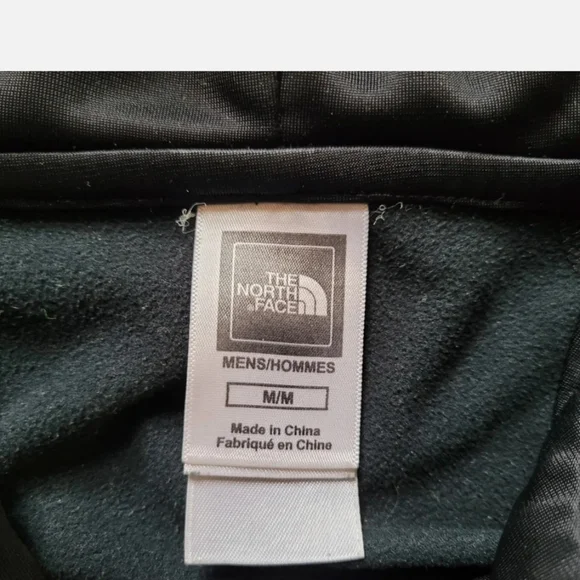 THE
NORTH
FACE
MENS/HOMMES
M/M
Made in China
Fabriqué en Chine